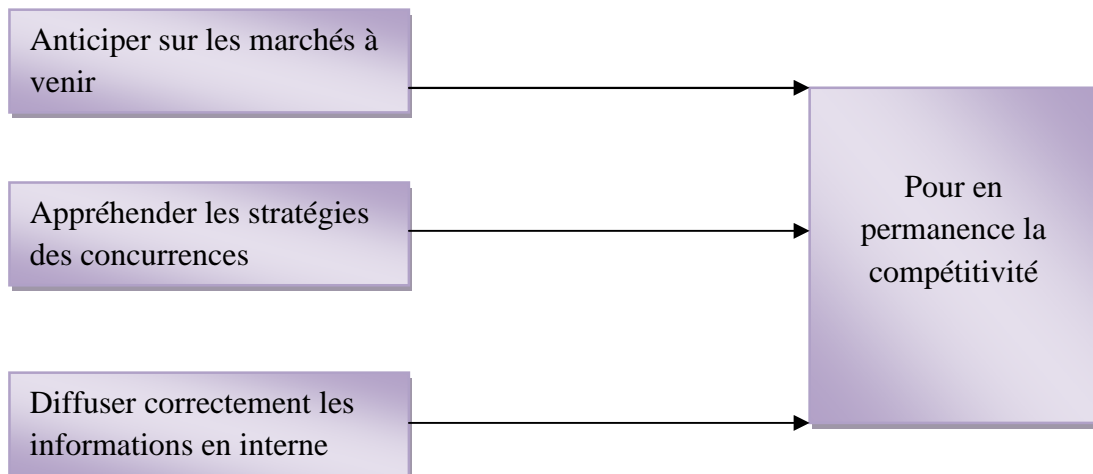 Anticiper sur les marchés à
venir
Appréhender les stratégies
des concurrences
Diffuser correctement les
informations en interne
Pour en
permanence la
compétitivité